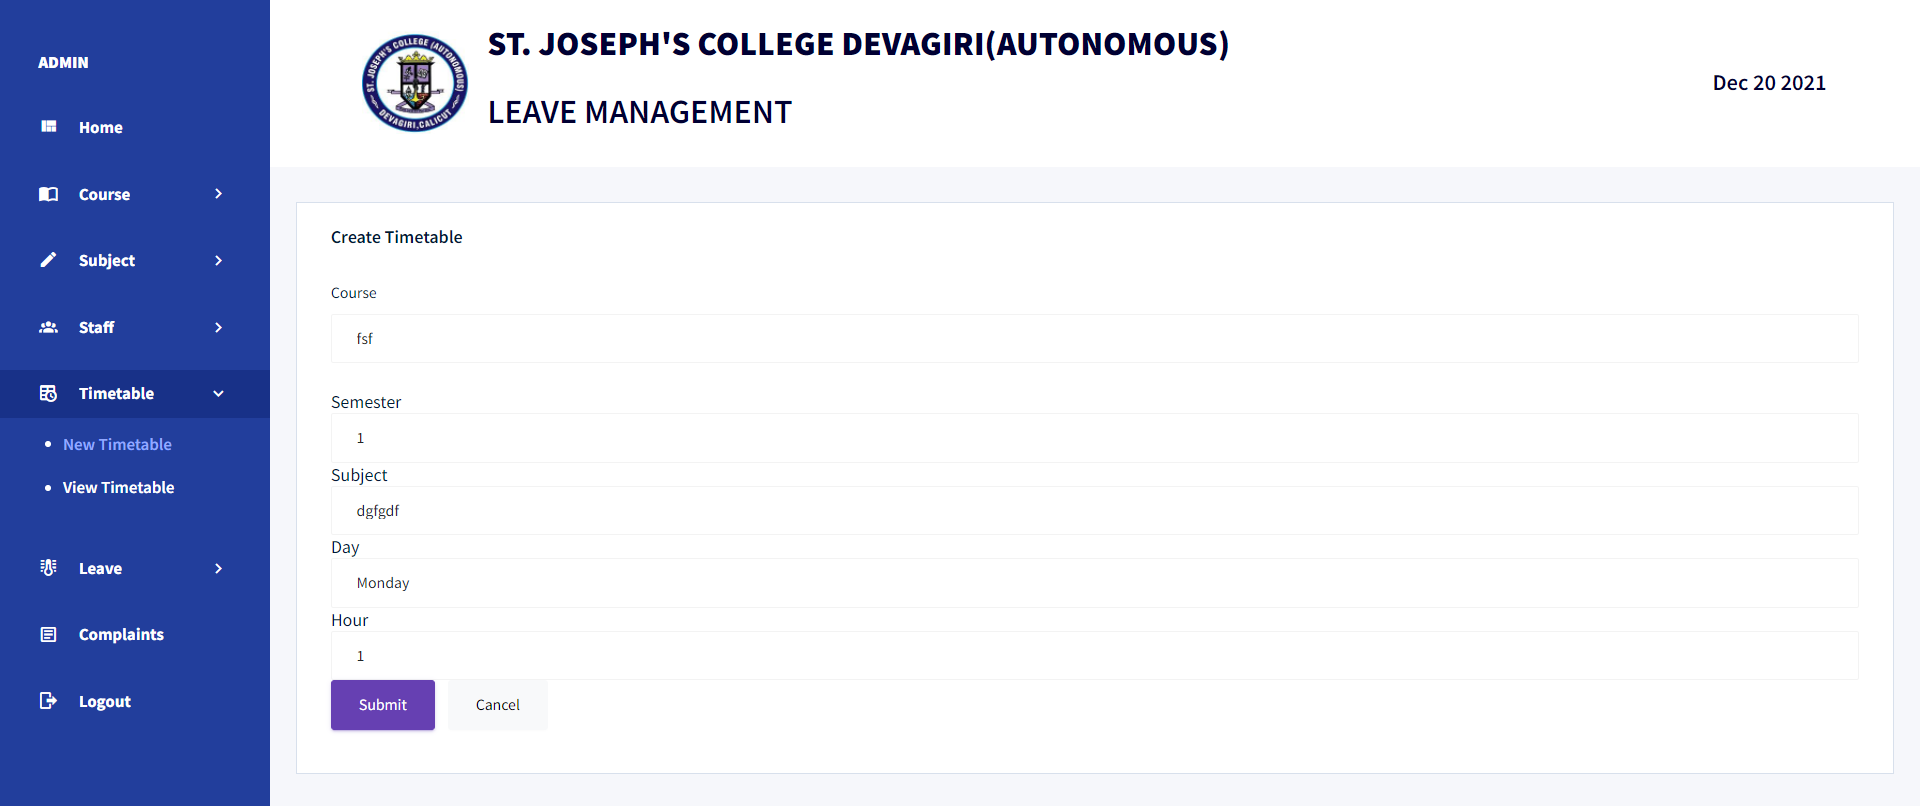 ADMIN
Home
Course
Subject
Staff
Timetable
New Timetable
View Timetable
Leave
Complaints
Logout
ST. JOSEPH'S COLLEGE (AUTONOMOUS)
DEVAGIRI, CALICUT
ST. JOSEPH'S COLLEGE DEVAGIRI(AUTONOMOUS)
LEAVE MANAGEMENT
Dec 20 2021
Create Timetable
Course
fsf
Semester
1
Subject
dgfgdf
Day
Monday
Hour
1
Submit
Cancel